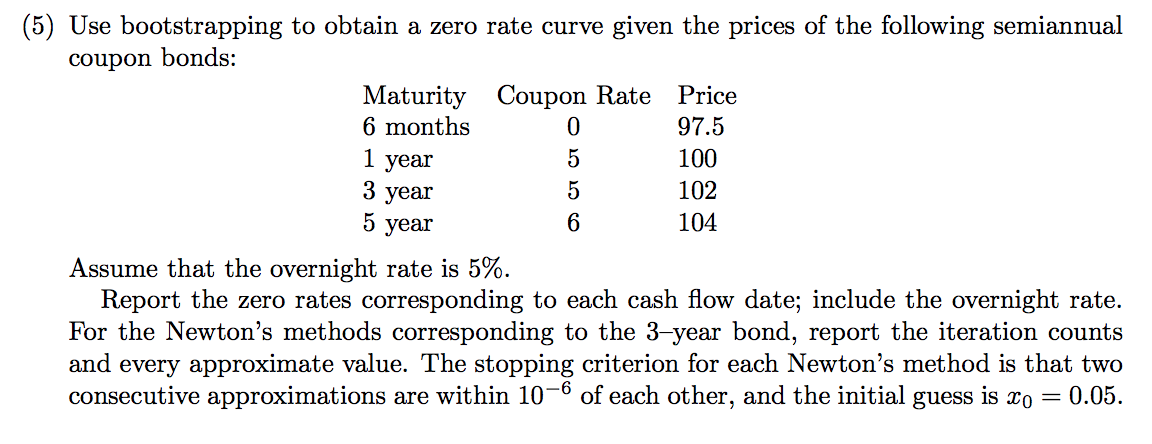 (5) Use bootstrapping to obtain a zero rate curve given the prices of the following semiannual
coupon bonds:
Maturity Coupon Rate Price
6 months 0 97.5
1 year 5 100
3 year 5 102
5 year 6 104
Assume that the overnight rate is 5%.
Report the zero rates corresponding to each cash flow date; include the overnight rate.
For the Newton's methods corresponding to the 3–year bond, report the iteration counts
and every approximate value. The stopping criterion for each Newton's method is that two
consecutive approximations are within 10⁻⁶ of each other, and the initial guess is x₀ = 0.05.